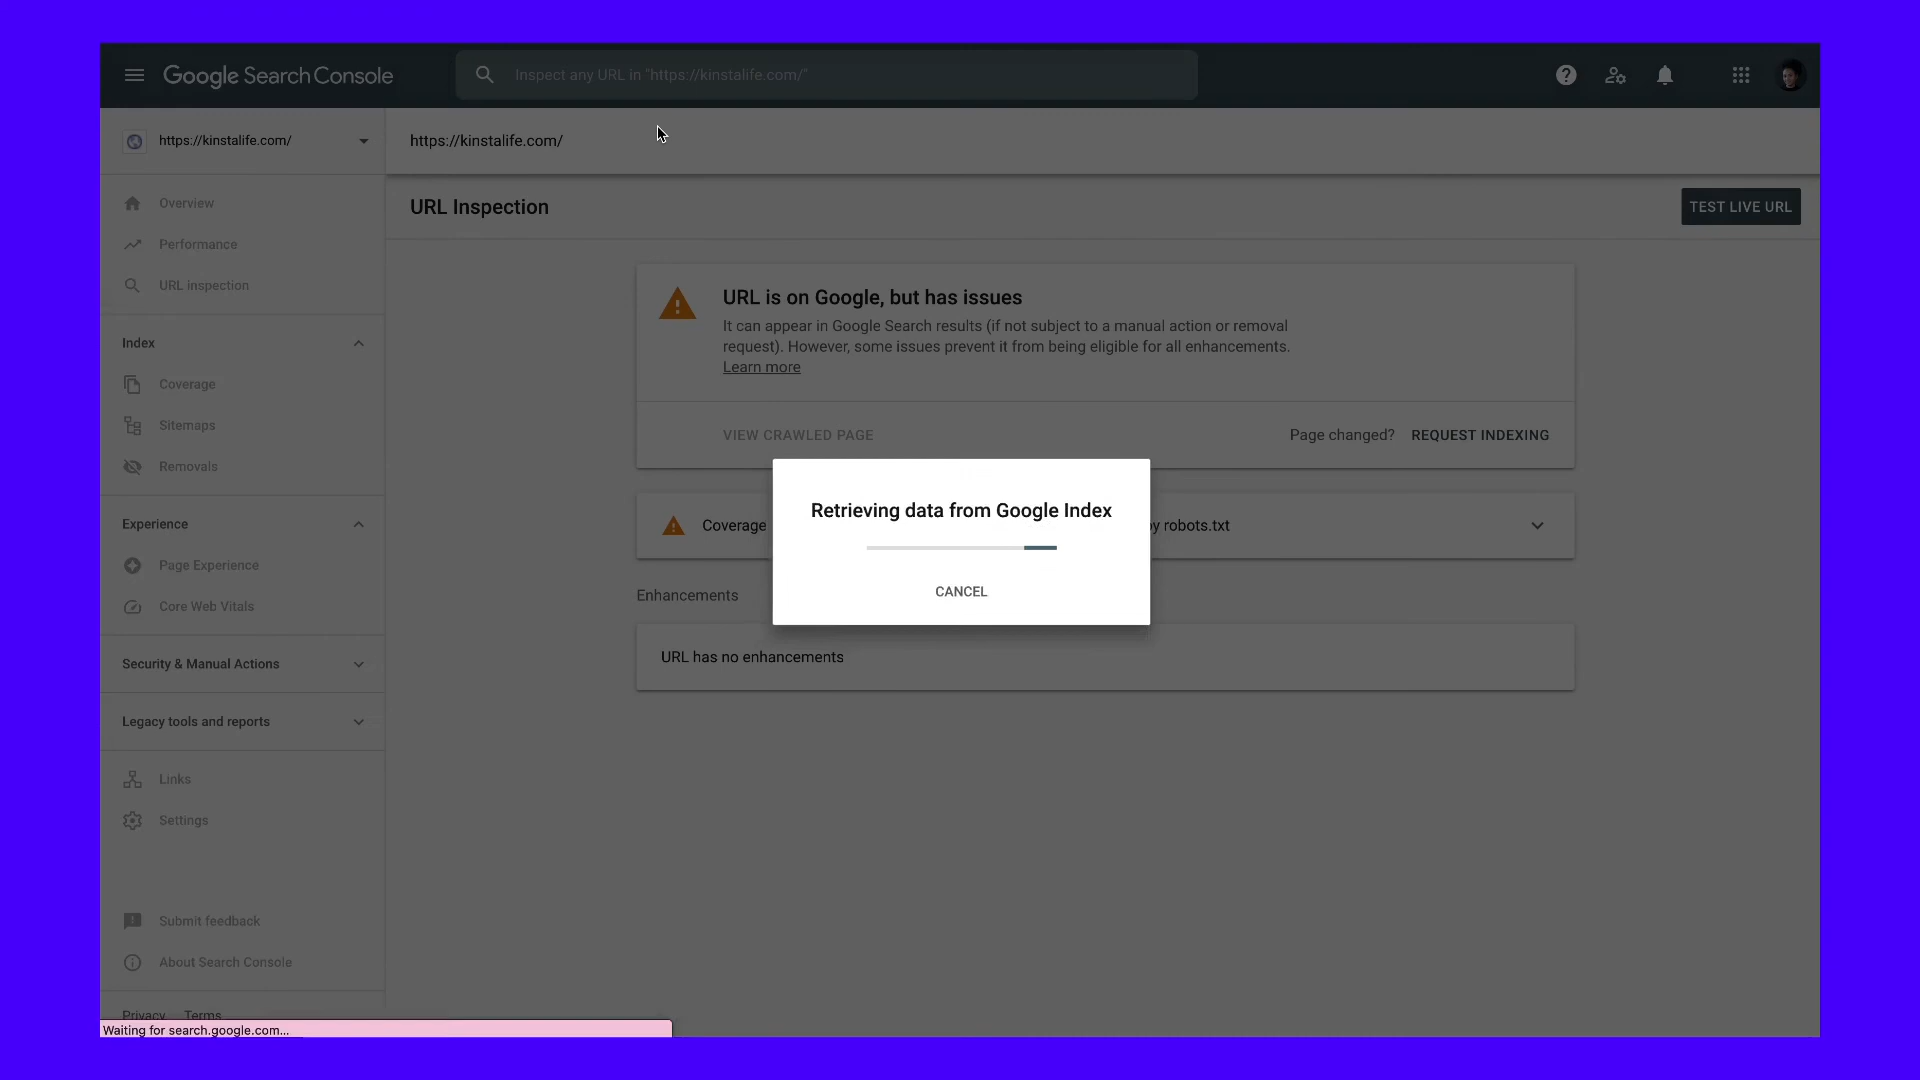 Google Search Console
Inspect any URL in "https://kinstalife.com/"
https://kinstalife.com/
https://kinstalife.com/
Overview
Performance
URL inspection
Index
Coverage
Sitemaps
Removals
Experience
Page Experience
Core Web Vitals
Security & Manual Actions
Legacy tools and reports
Links
Settings
Submit feedback
About Search Console
Privacy Terms
Waiting for search.google.com...
URL Inspection
TEST LIVE URL
URL is on Google, but has issues
It can appear in Google Search results (if not subject to a manual action or removal
request). However, some issues prevent it from being eligible for all enhancements.
Learn more
VIEW CRAWLED PAGE
Page changed? REQUEST INDEXING
Coverage
by robots.txt
Retrieving data from Google Index
CANCEL
Enhancements
URL has no enhancements